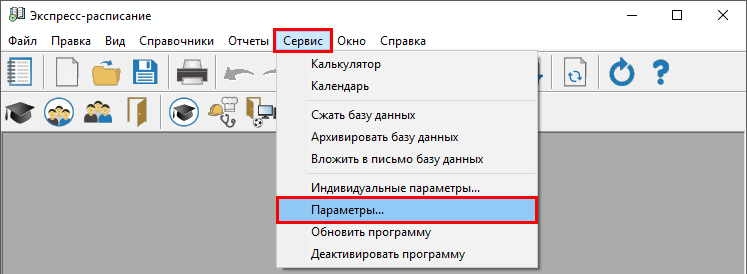 Экспресс-расписание
Файл Правка Вид Справочники Отчеты Сервис Окно Справка
Калькулятор
Календарь
Сжать базу данных
Архивировать базу данных
Вложить в письмо базу данных
Индивидуальные параметры...
Параметры...
Обновить программу
Деактивировать программу